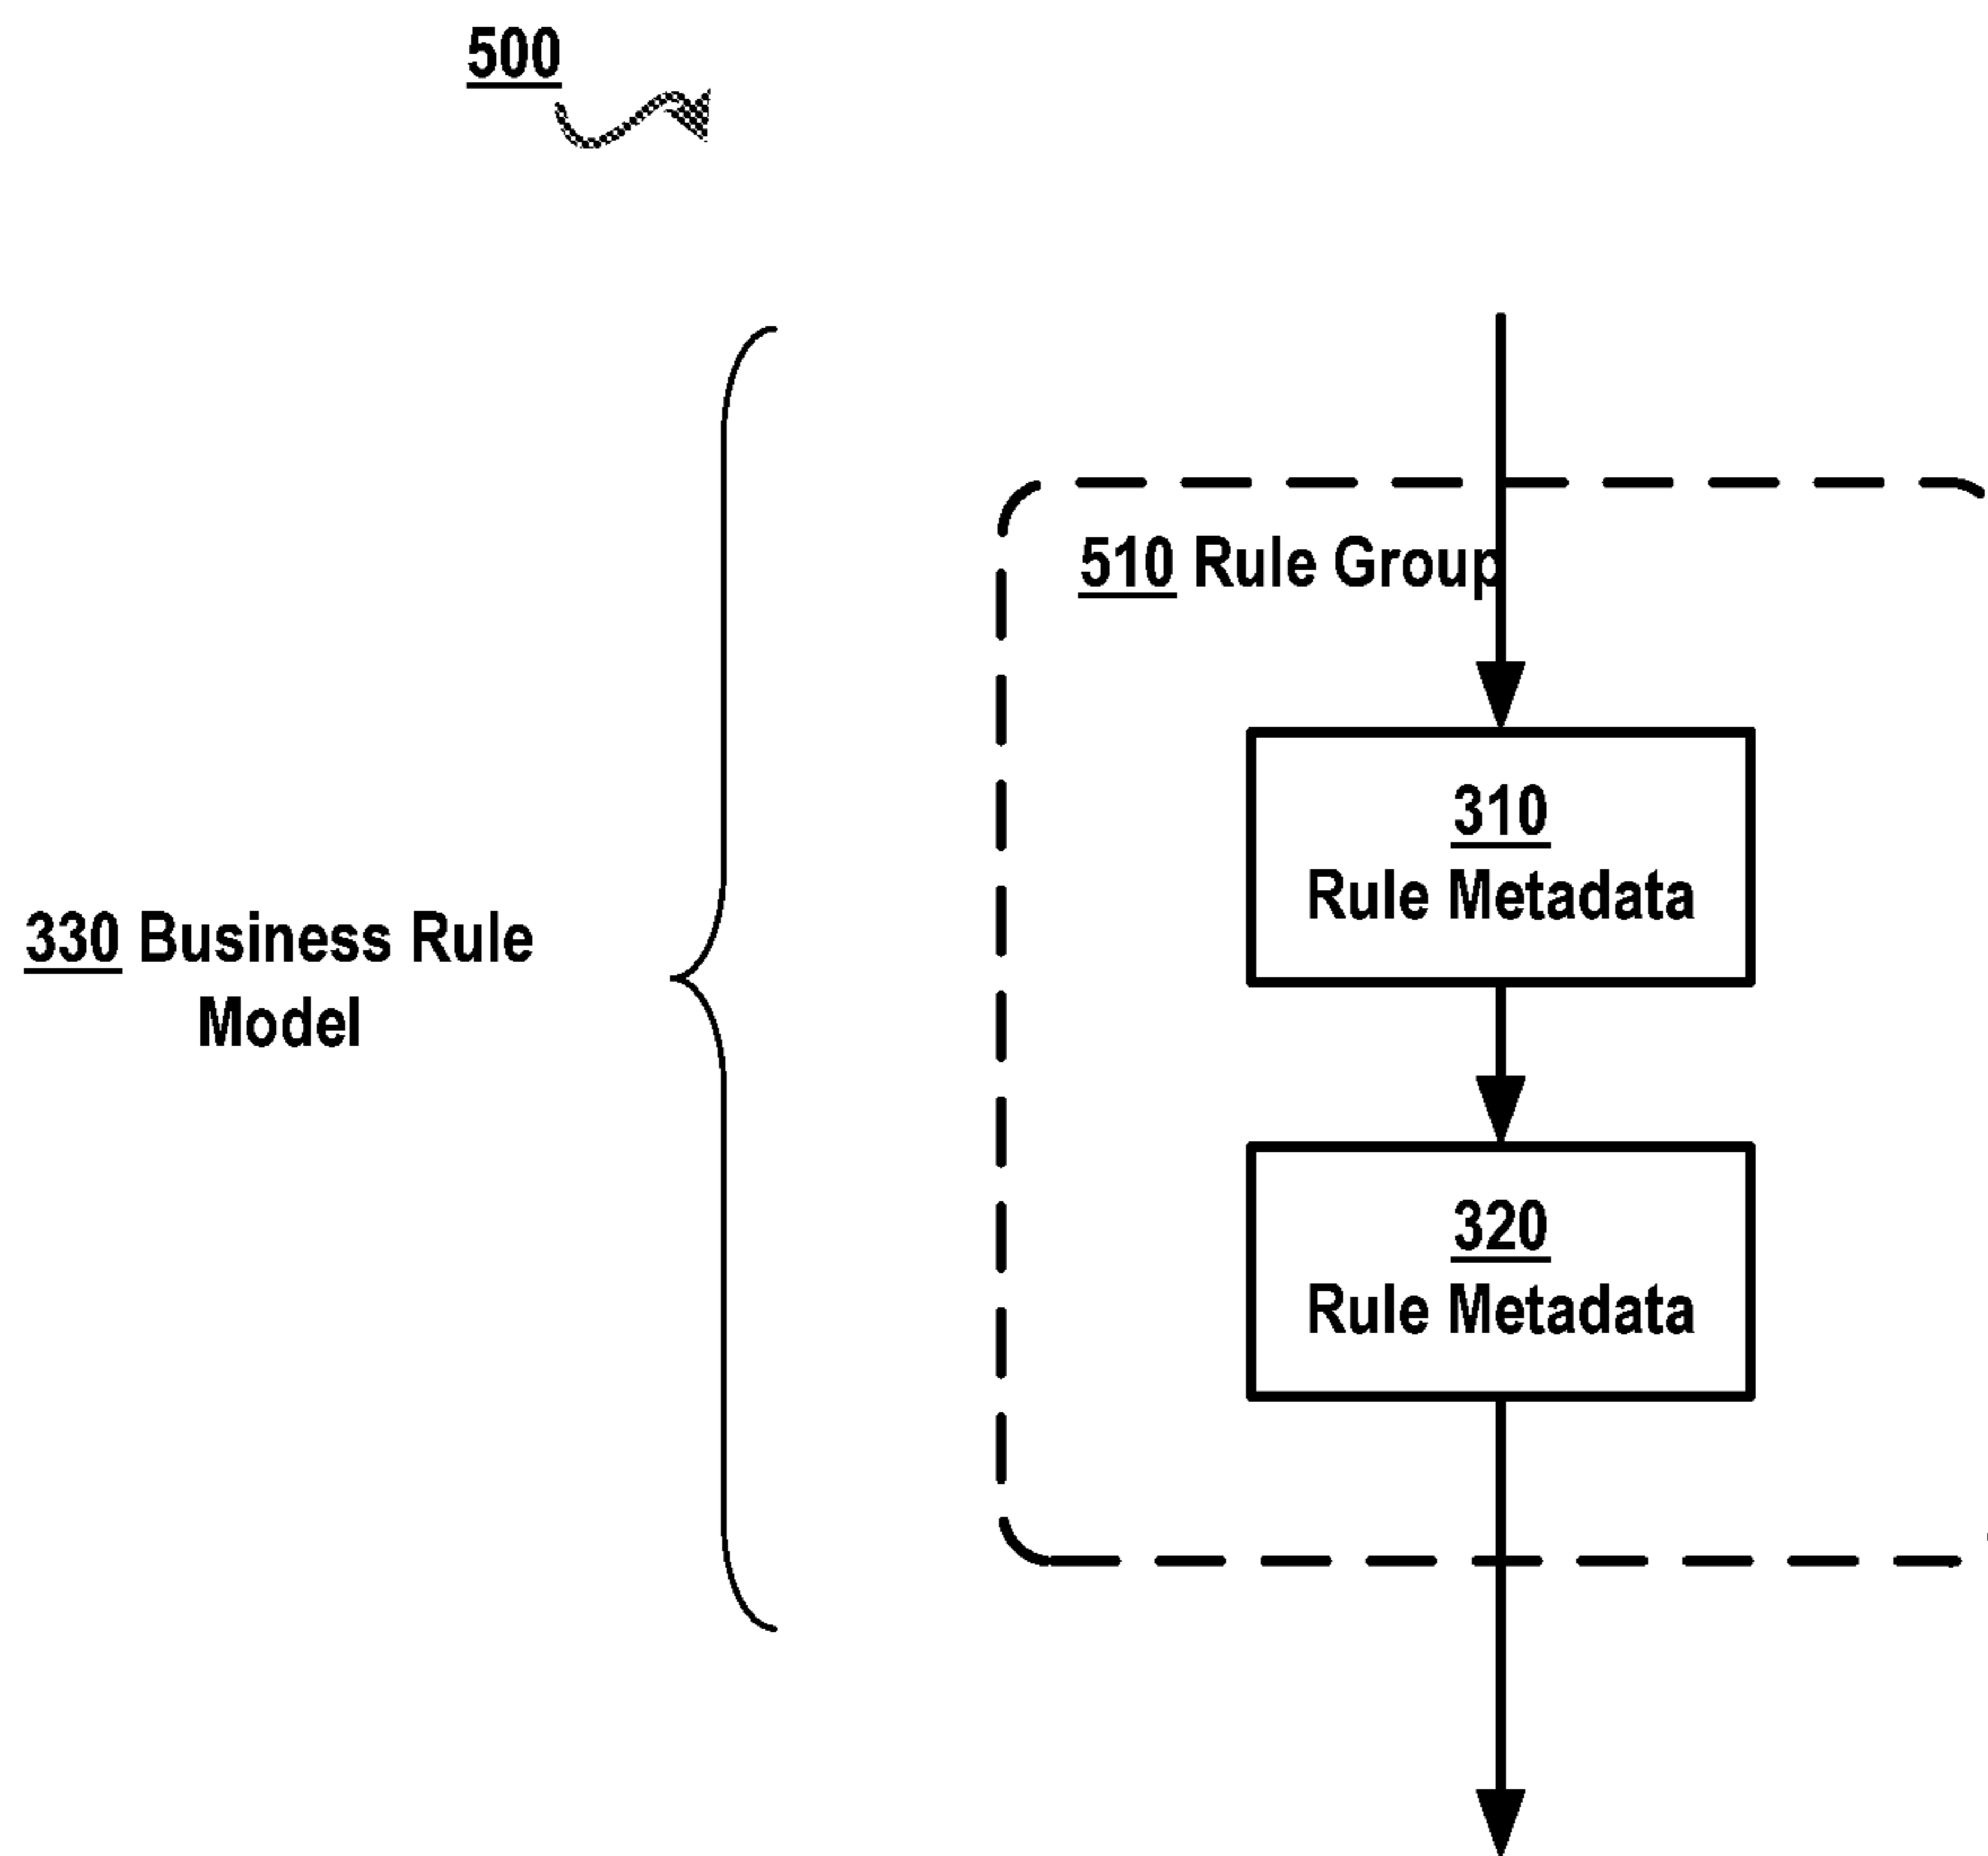 500
510 Rule Group
310
Rule Metadata
330 Business Rule
Model
320
Rule Metadata